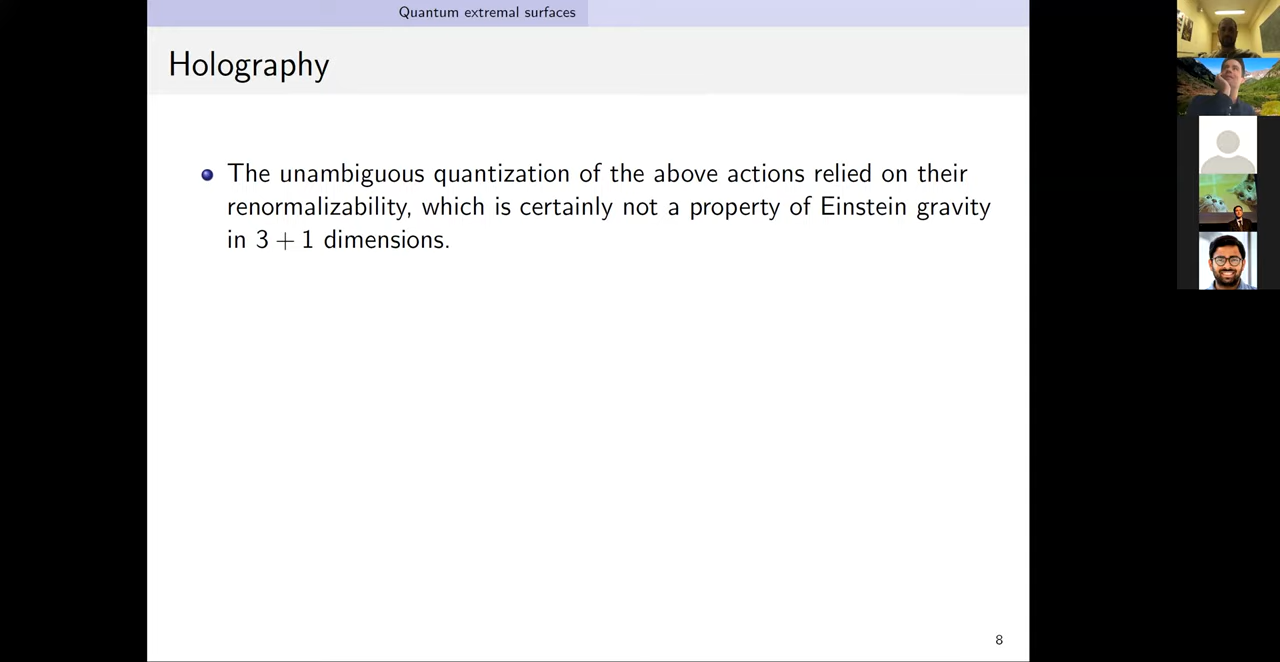 Quantum extremal surfaces
Holography
The unambiguous quantization of the above actions relied on their
renormalizability, which is certainly not a property of Einstein gravity
in 3 + 1 dimensions.
8